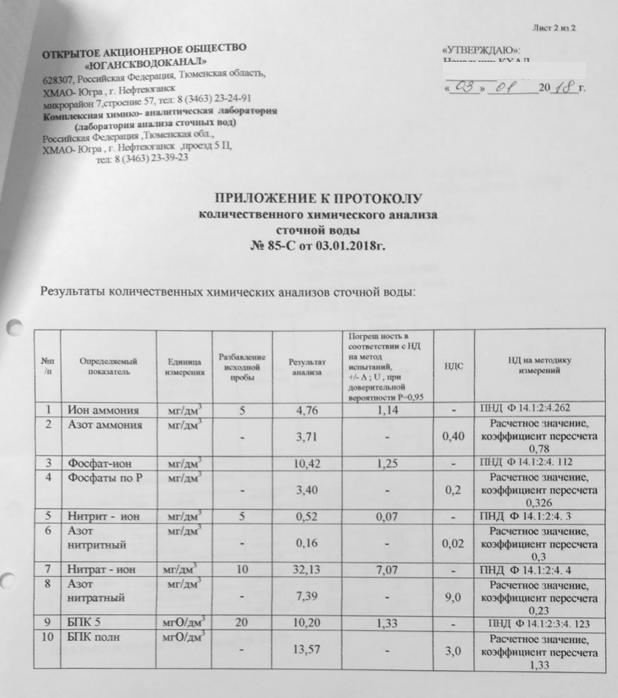 Лист 2 из 2
ОТКРЫТОЕ АКЦИОНЕРНОЕ ОБЩЕСТВО
«ЮГАНСКВОДОКАНАЛ»
628307, Российская Федерация, Тюменская область,
ХМАО- Югра , г. Нефтеюганск
микрорайон 7,строение 57, тел: 8 (3463) 23-24-91
Комплексная химико- аналитическая лаборатория
(лаборатория анализа сточных вод)
Российская Федерация ,Тюменская обл.,
ХМАО- Югра , г. Нефтеюганск ,проезд 5 П,
тел: 8 (3463) 23-39-23
«УТВЕРЖДАЮ»:
« 03 » 01 2018 г.
ПРИЛОЖЕНИЕ К ПРОТОКОЛУ
количественного химического анализа
сточной воды
№ 85-С от 03.01.2018г.
Результаты количественных химических анализов сточной воды:
№п/п Определяемый показатель Единица измерения Разбавление исходной пробы Результат анализа Погреш ность в соответствии с НД на метод испытаний, +/- Δ ; U , при доверительной вероятности Р=0,95 НДС НД на методику измерений
1 Ион аммония мг/дм³ 5 4,76 1,14 - ПНД Ф 14.1:2:4.262
2 Азот аммония мг/дм³ - 3,71 - 0,40 Расчетное значение, коэффициент пересчета 0,78
3 Фосфат-ион мг/дм³ 10,42 1,25 - ПНД Ф 14.1:2:4. 112
4 Фосфаты по Р мг/дм³ - 3,40 - 0,2 Расчетное значение, коэффициент пересчета 0,326
5 Нитрит - ион мг/дм³ 5 0,52 0,07 - ПНД Ф 14.1:2:4. 3
6 Азот нитритный мг/дм³ - 0,16 - 0,02 Расчетное значение, коэффициент пересчета 0,3
7 Нитрат - ион мг/дм³ 10 32,13 7,07 - ПНД Ф 14.1:2:4. 4
8 Азот нитратный мг/дм³ - 7,39 - 9,0 Расчетное значение, коэффициент пересчета 0,23
9 БПК 5 мгО/дм³ 20 10,20 1,33 - ПНД Ф 14.1:2:3:4. 123
10 БПК полн мгО/дм³ - 13,57 - 3,0 Расчетное значение, коэффициент пересчета 1,33